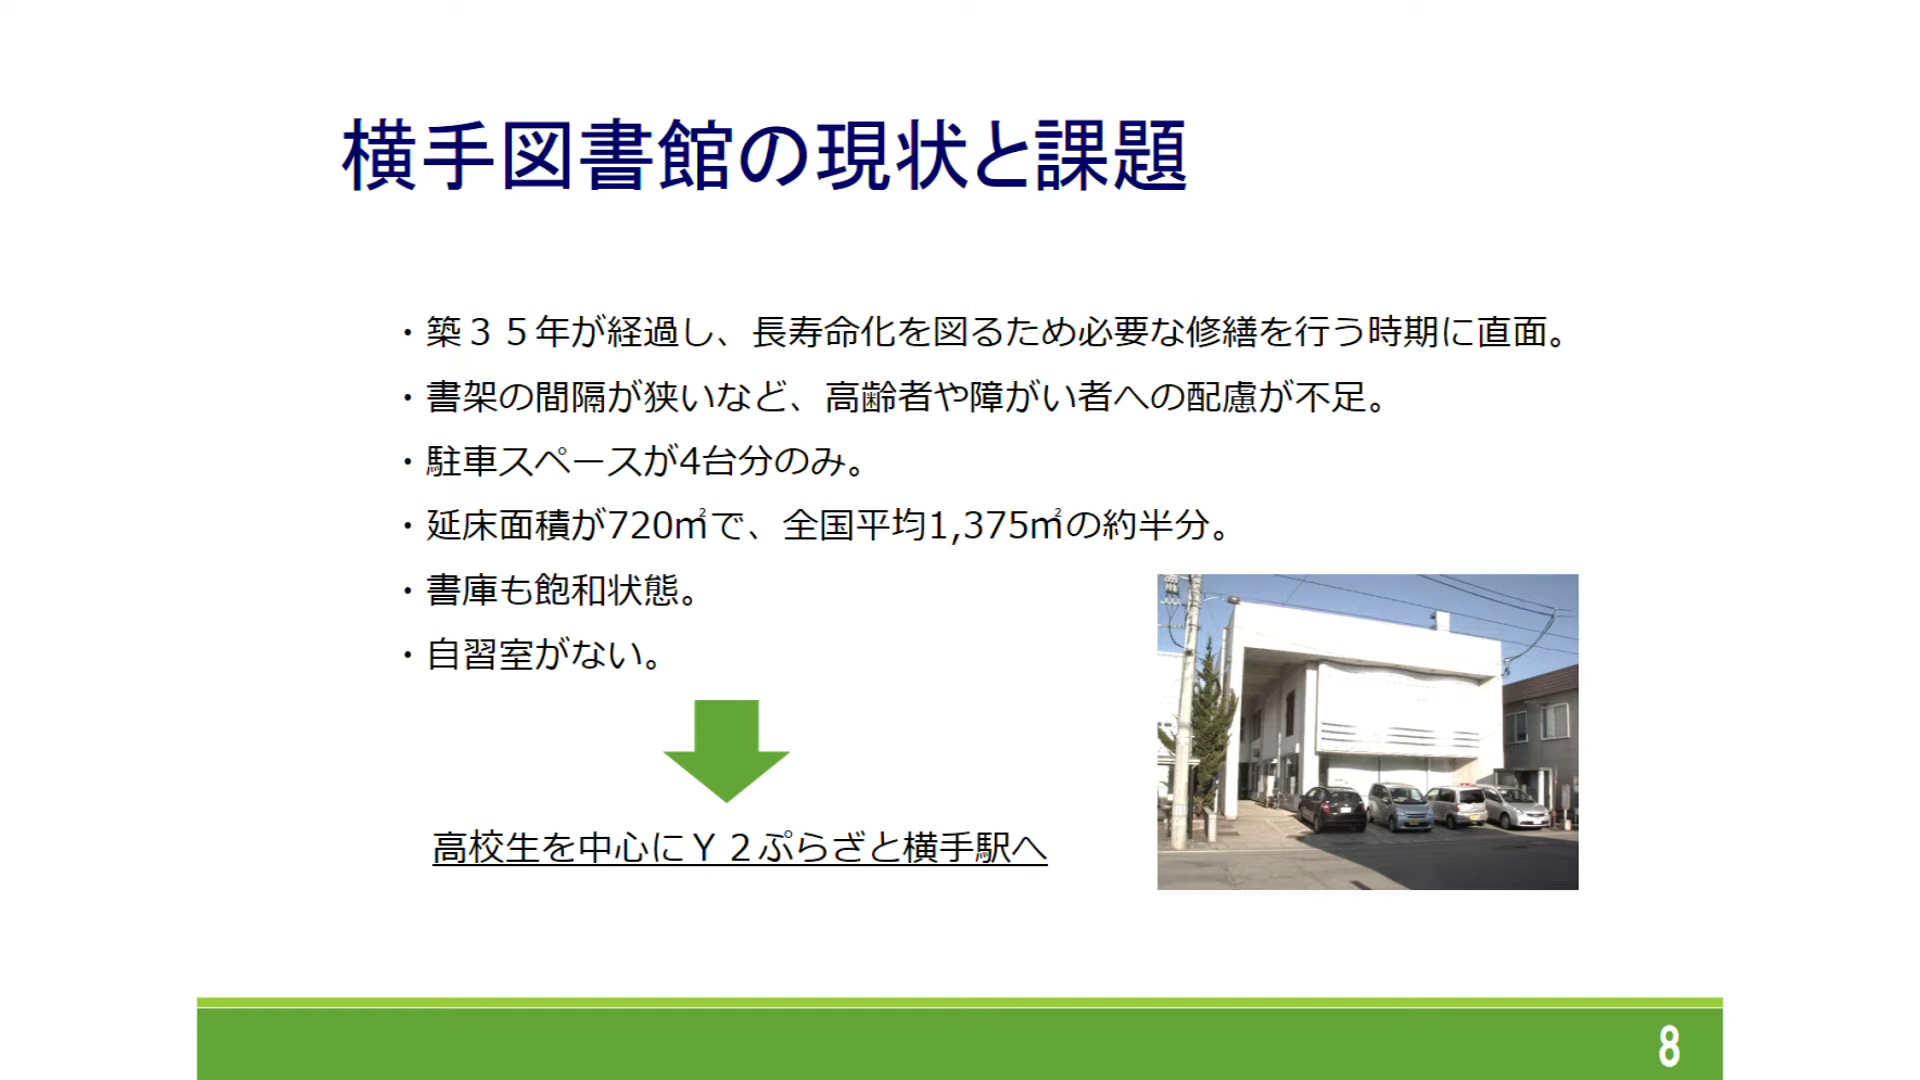 横手図書館の現状と課題
・築３５年が経過し、長寿命化を図るため必要な修繕を行う時期に直面。
・書架の間隔が狭いなど、高齢者や障がい者への配慮が不足。
・駐車スペースが4台分のみ。
・延床面積が720㎡で、全国平均1,375㎡の約半分。
・書庫も飽和状態。
・自習室がない。
高校生を中心にＹ２ぷらざと横手駅へ
8